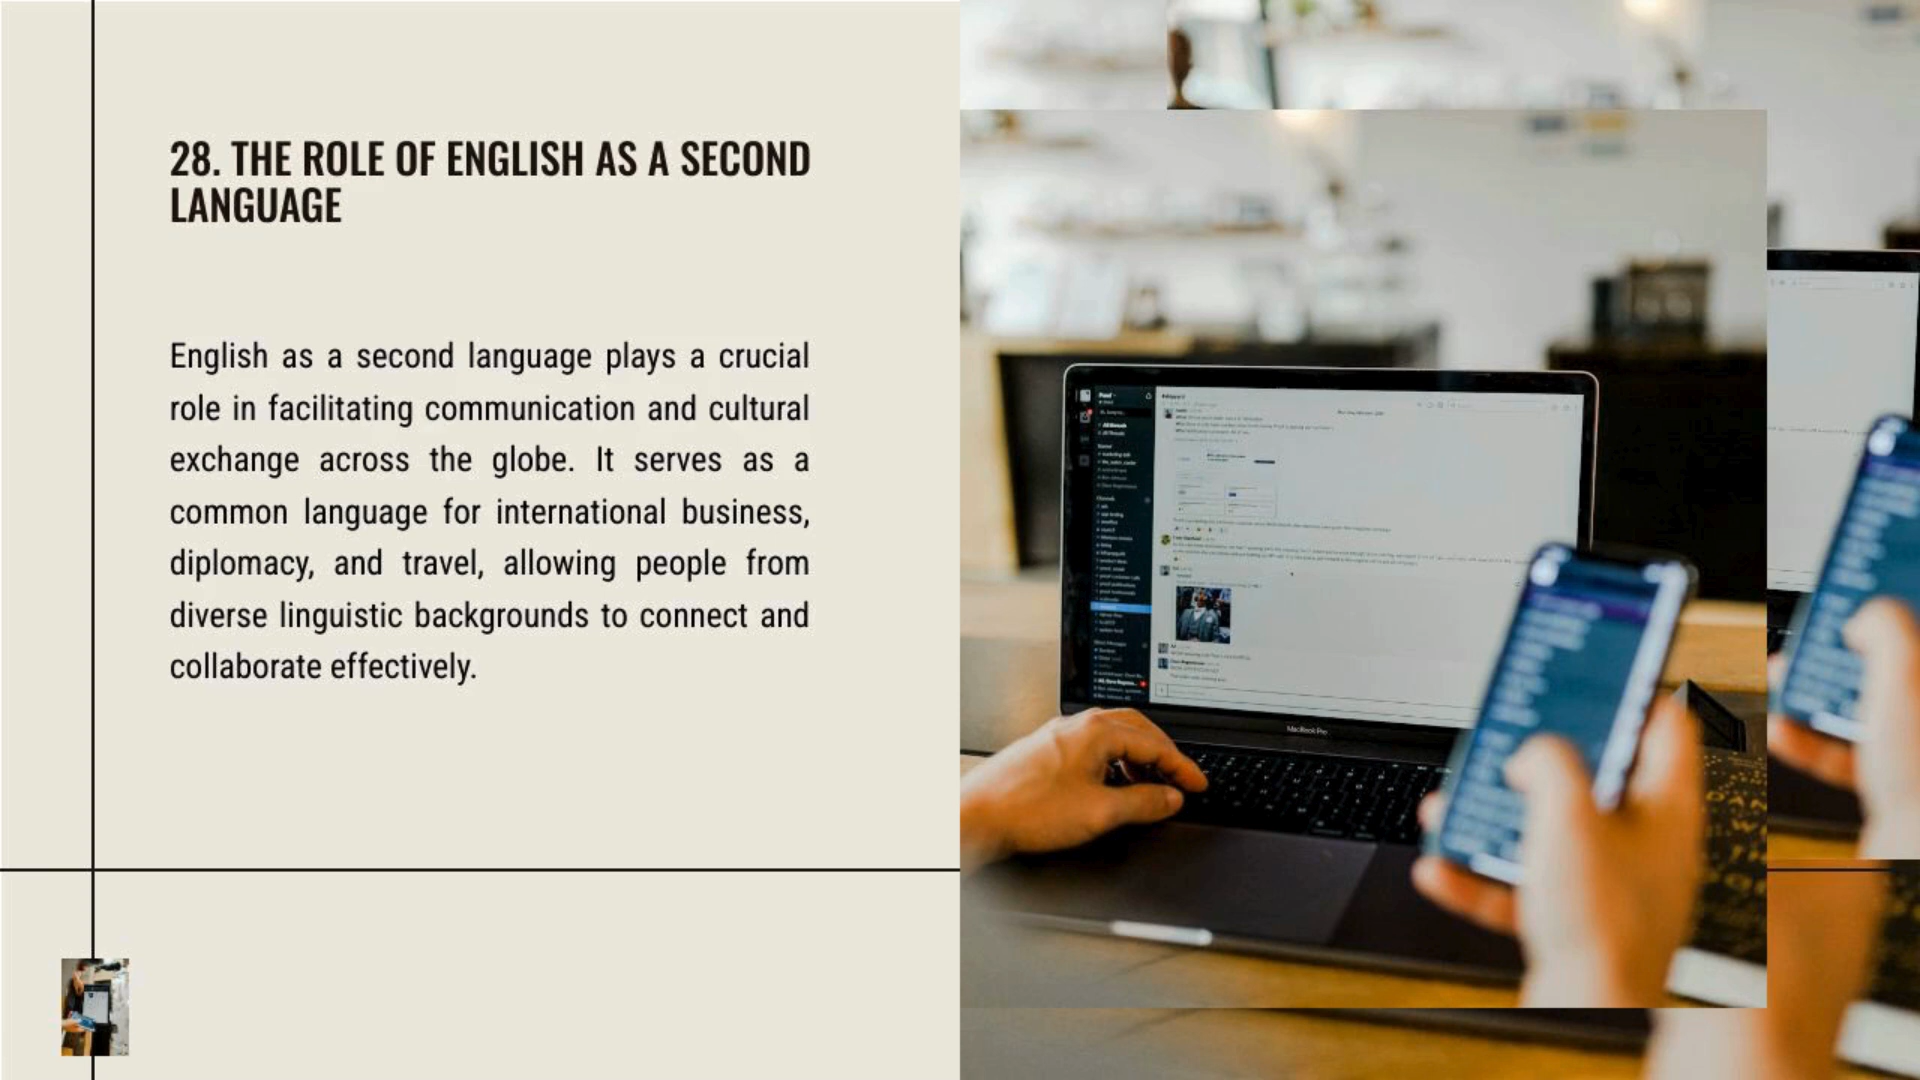 28. THE ROLE OF ENGLISH AS A SECOND
LANGUAGE
English as a second language plays a crucial
role in facilitating communication and cultural
exchange across the globe. It serves as a
common language for international business,
diplomacy, and travel, allowing people from
diverse linguistic backgrounds to connect and
collaborate effectively.
MacBook Pro